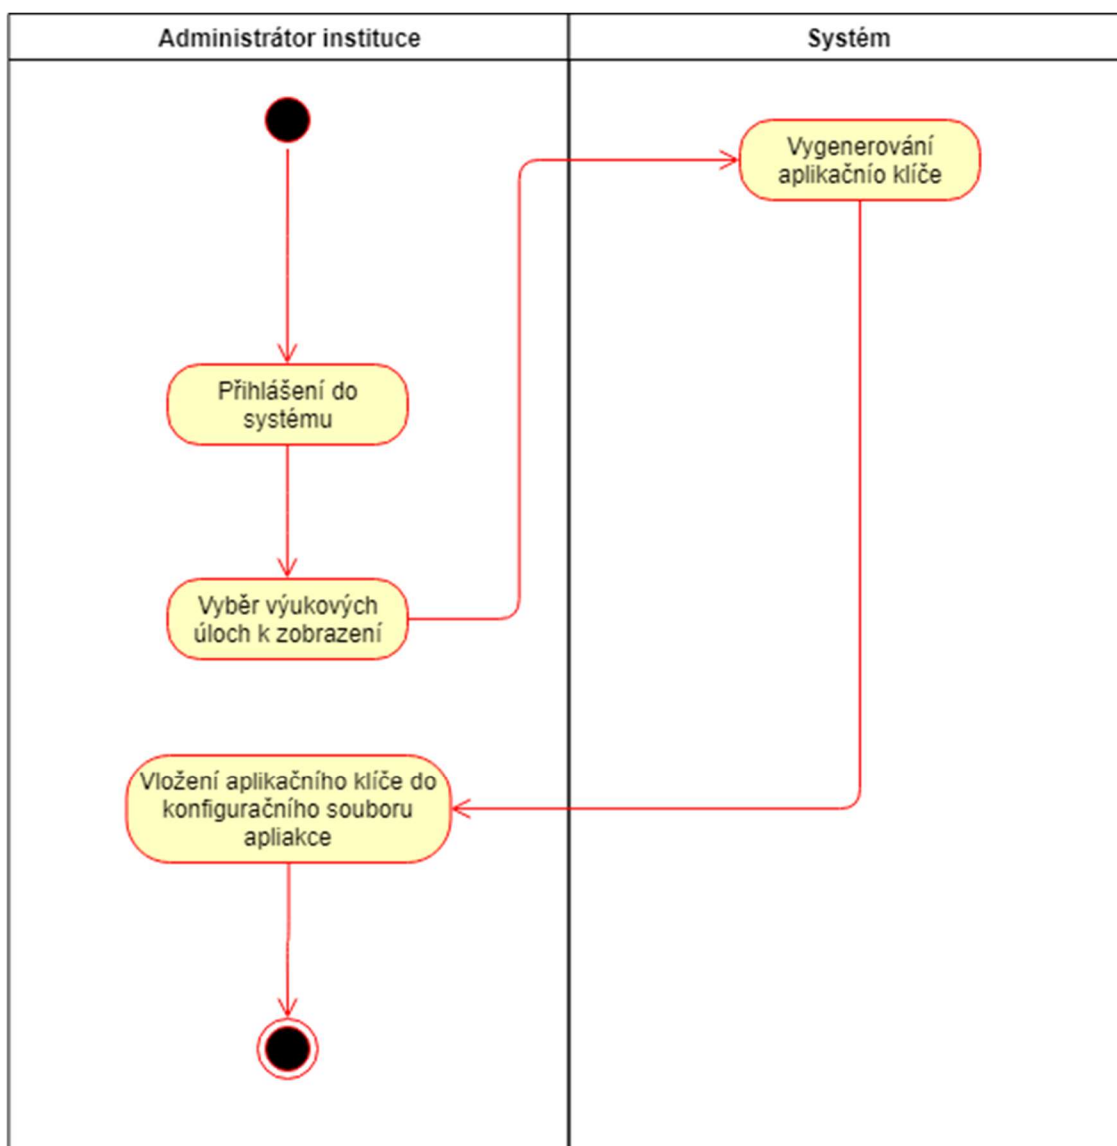 Administrátor instituce
Systém
Vygenerování
aplikačnío klíče
Přihlášení do
systému
Vyběr výukových
úloch k zobrazení
Vložení aplikačního klíče do
konfiguračního souboru
apliakce